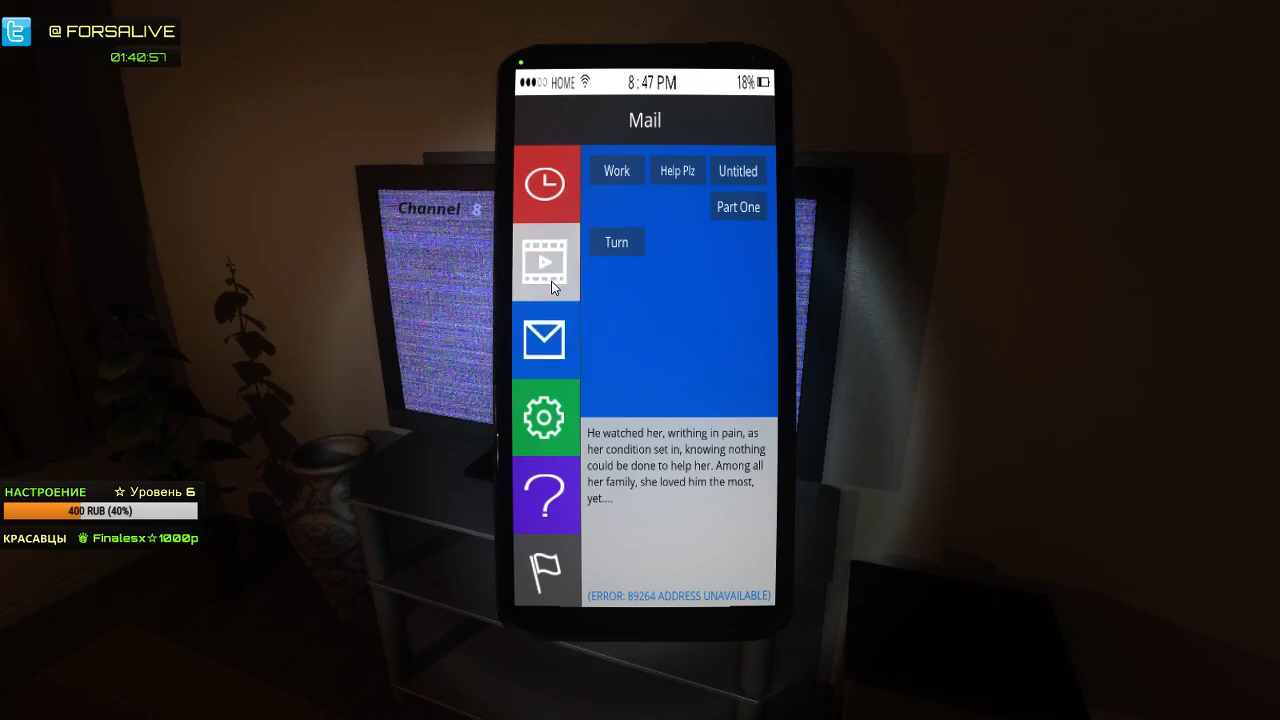 @ FORSALIVE
01:40:57
HOME 8:47 PM 18%
Mail
Work Help Plz Untitled
Part One
Turn
Channel 8
He watched her, writhing in pain, as
her condition set in, knowing nothing
could be done to help her. Among all
her family, she loved him the most,
yet....
(ERROR: 89264 ADDRESS UNAVAILABLE)
НАСТРОЕНИЕ ☆ Уровень 6
400 RUB (40%)
КРАСАВЦЫ Finalesx☆1000р